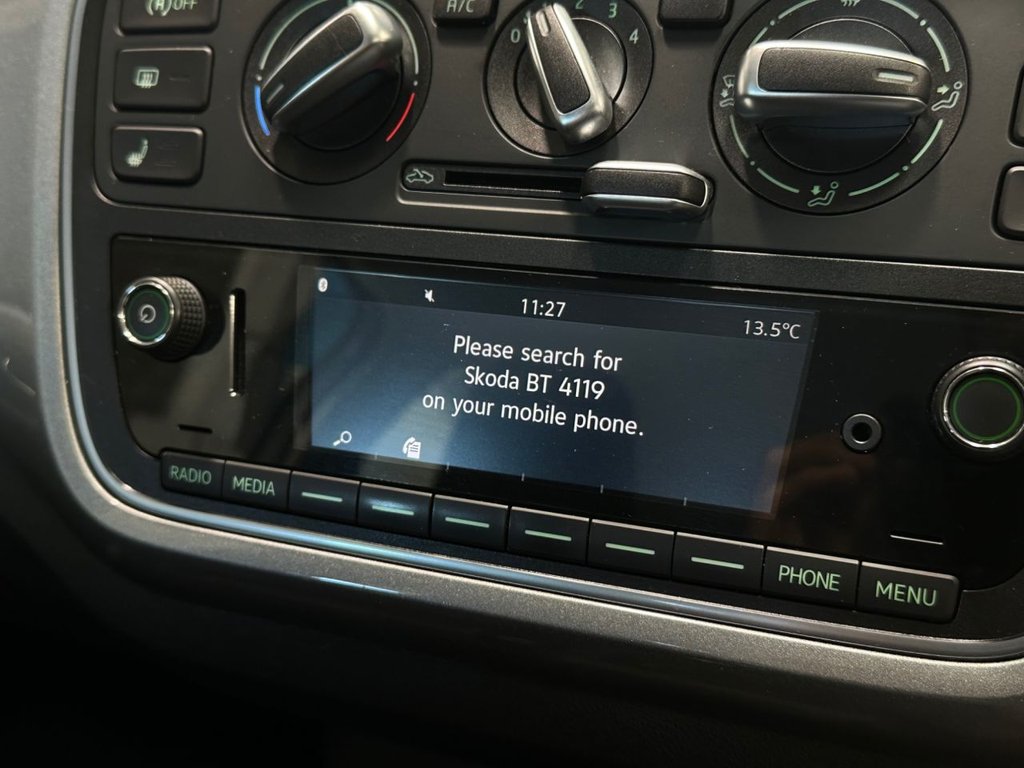 OFF
A/C
0
2
3
4
11:27
13.5°C
Please search for
Skoda BT 4119
on your mobile phone.
RADIO
MEDIA
PHONE
MENU